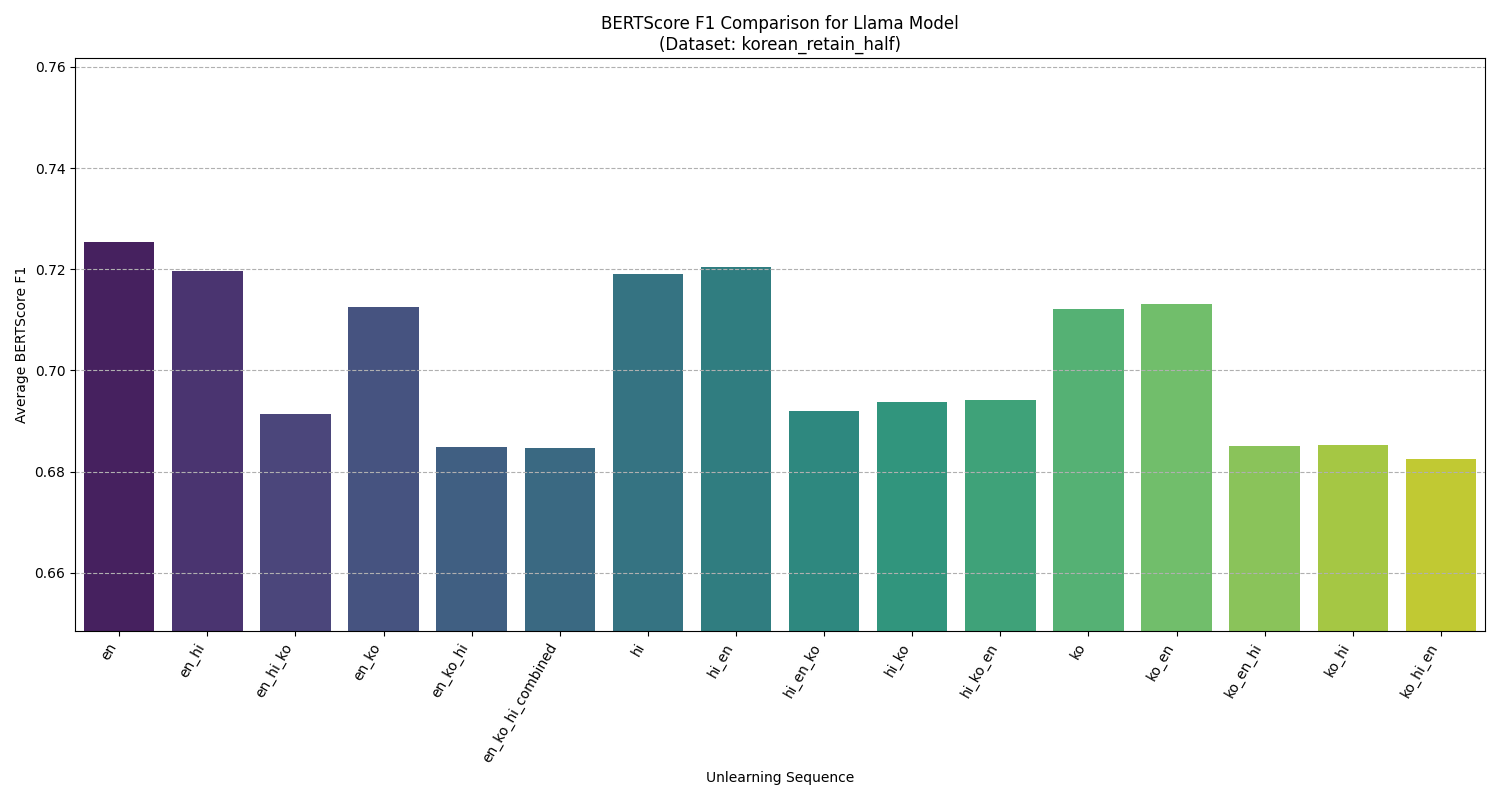 BERTScore F1 Comparison for Llama Model
(Dataset: korean_retain_half)
Average BERTScore F1
0.76
0.74
0.72
0.70
0.68
0.66
en
en_hi
en_hi_ko
en_ko
en_ko_hi
en_ko_hi_combined
hi
hi_en
hi_en_ko
hi_ko
hi_ko_en
ko
ko_en
ko_en_hi
ko_hi
ko_hi_en
Unlearning Sequence